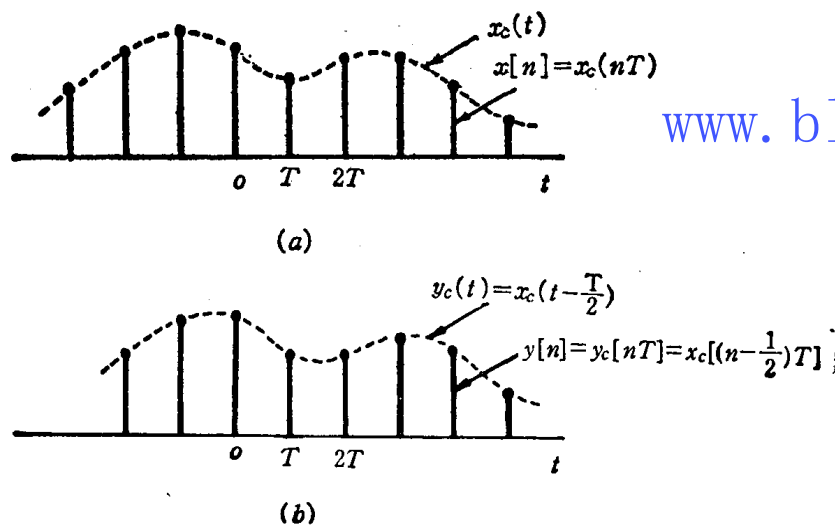 x_c(t)
x[n]=x_c(nT)
www.b
o T 2T t
(a)
y_c(t)=x_c(t-T/2)
y[n]=y_c[nT]=x_c[(n-1/2)T]
o T 2T t
(b)